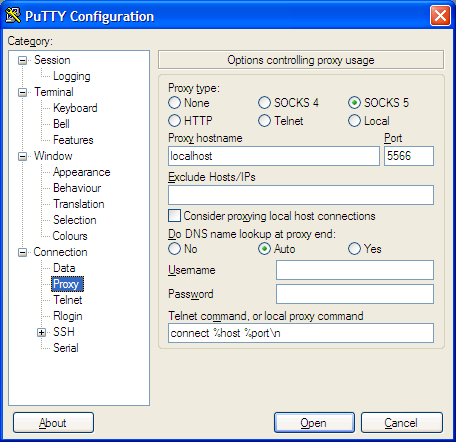 PuTTY Configuration
Category:
Session
Logging
Terminal
Keyboard
Bell
Features
Window
Appearance
Behaviour
Translation
Selection
Colours
Connection
Data
Proxy
Telnet
Rlogin
SSH
Serial
Options controlling proxy usage
Proxy type:
None SOCKS 4 SOCKS 5
HTTP Telnet Local
Proxy hostname Port
localhost 5566
Exclude Hosts/IPs
Consider proxying local host connections
Do DNS name lookup at proxy end:
No Auto Yes
Username
Password
Telnet command, or local proxy command
connect %host %port\n
About Open Cancel